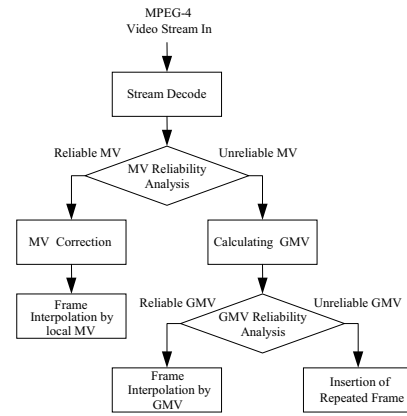 MPEG-4
Video Stream In
Stream Decode
Reliable MV
Unreliable MV
MV Reliability
Analysis
MV Correction
Calculating GMV
Frame
Interpolation by
local MV
Reliable GMV
Unreliable GMV
GMV Reliability
Analysis
Frame
Interpolation by
GMV
Insertion of
Repeated Frame